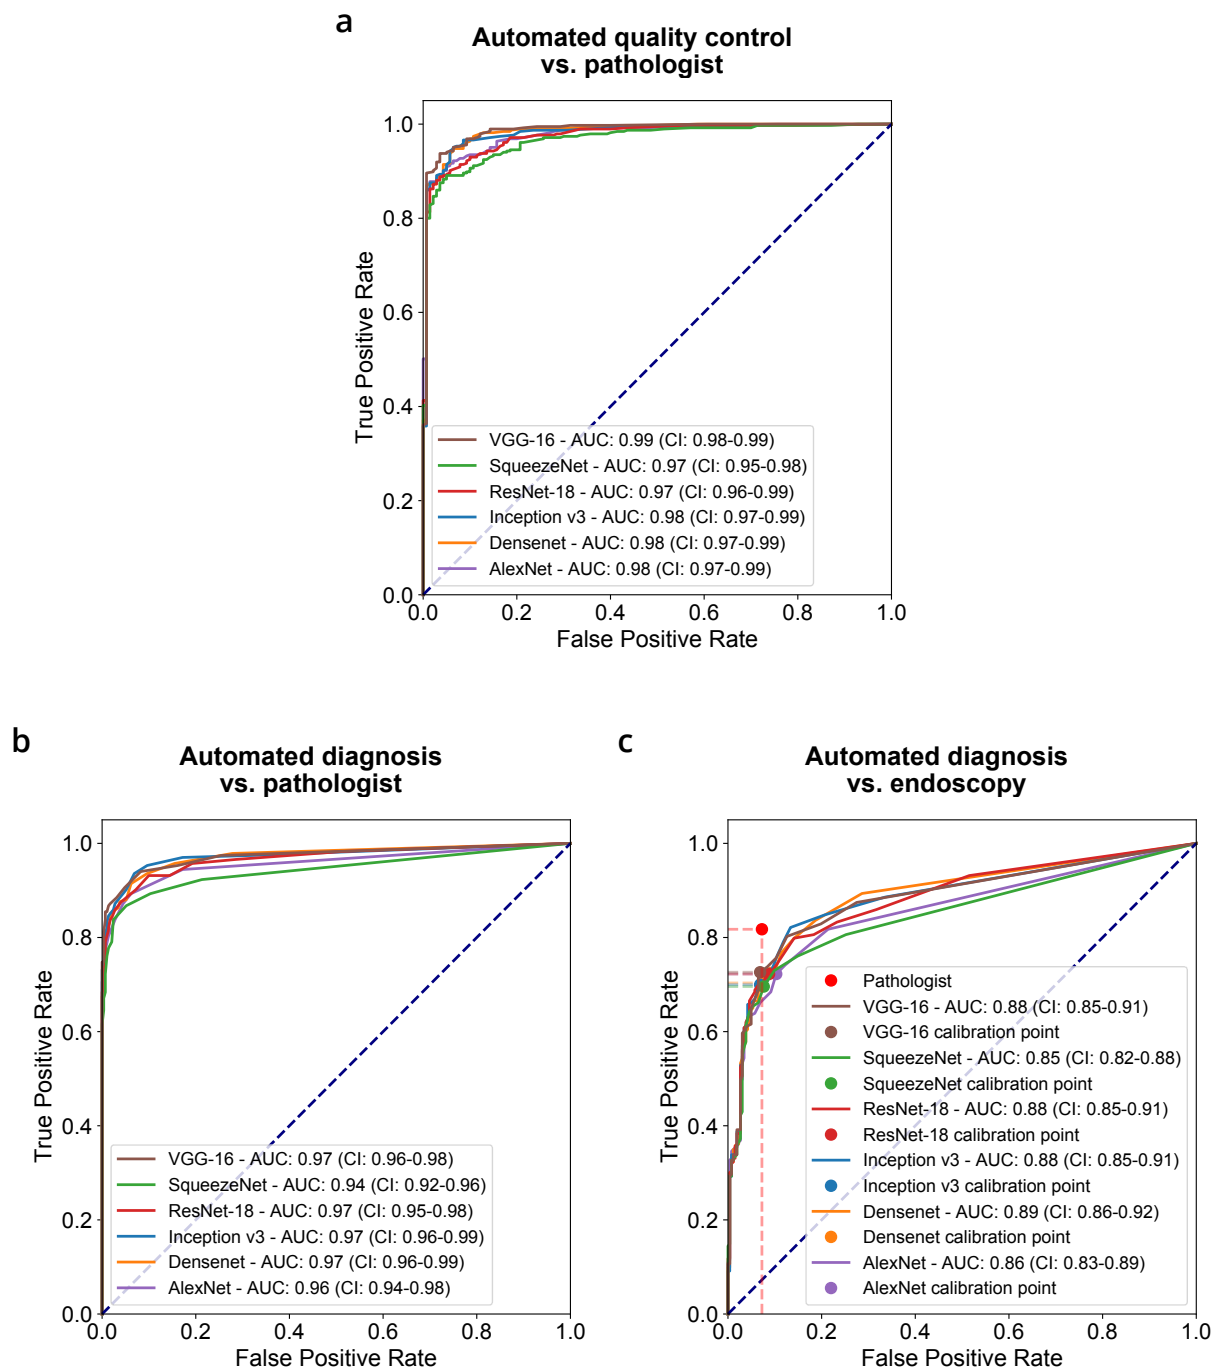 a
Automated quality control
vs. pathologist
1.0
0.8
0.6
0.4
0.2
0.0
True Positive Rate
VGG-16 - AUC: 0.99 (CI: 0.98-0.99)
SqueezeNet - AUC: 0.97 (CI: 0.95-0.98)
ResNet-18 - AUC: 0.97 (CI: 0.96-0.99)
Inception v3 - AUC: 0.98 (CI: 0.97-0.99)
Densenet - AUC: 0.98 (CI: 0.97-0.99)
AlexNet - AUC: 0.98 (CI: 0.97-0.99)
0.0 0.2 0.4 0.6 0.8 1.0
False Positive Rate
b
Automated diagnosis
vs. pathologist
1.0
0.8
0.6
0.4
0.2
0.0
True Positive Rate
VGG-16 - AUC: 0.97 (CI: 0.96-0.98)
SqueezeNet - AUC: 0.94 (CI: 0.92-0.96)
ResNet-18 - AUC: 0.97 (CI: 0.95-0.98)
Inception v3 - AUC: 0.97 (CI: 0.96-0.99)
Densenet - AUC: 0.97 (CI: 0.96-0.99)
AlexNet - AUC: 0.96 (CI: 0.94-0.98)
0.0 0.2 0.4 0.6 0.8 1.0
False Positive Rate
c
Automated diagnosis
vs. endoscopy
1.0
0.8
0.6
0.4
0.2
0.0
True Positive Rate
Pathologist
VGG-16 - AUC: 0.88 (CI: 0.85-0.91)
VGG-16 calibration point
SqueezeNet - AUC: 0.85 (CI: 0.82-0.88)
SqueezeNet calibration point
ResNet-18 - AUC: 0.88 (CI: 0.85-0.91)
ResNet-18 calibration point
Inception v3 - AUC: 0.88 (CI: 0.85-0.91)
Inception v3 calibration point
Densenet - AUC: 0.89 (CI: 0.86-0.92)
Densenet calibration point
AlexNet - AUC: 0.86 (CI: 0.83-0.89)
AlexNet calibration point
0.0 0.2 0.4 0.6 0.8 1.0
False Positive Rate